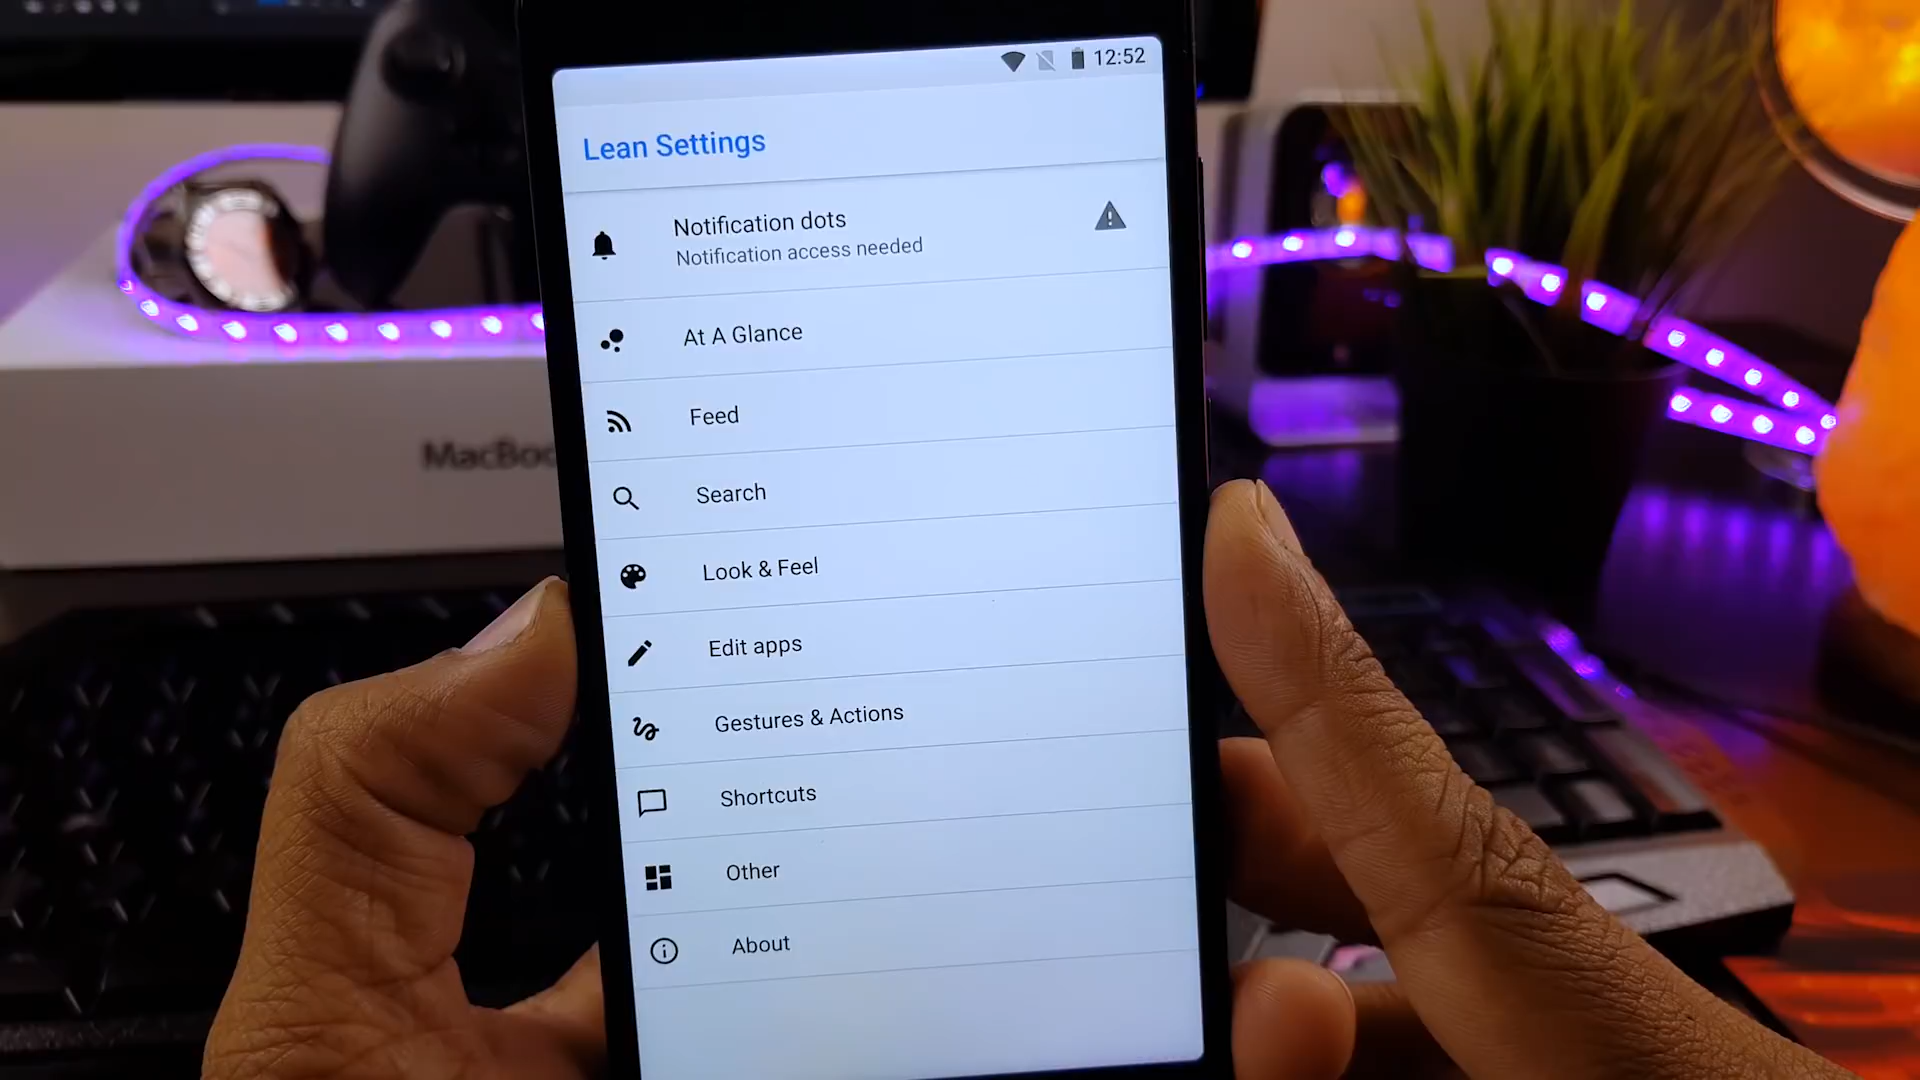 12:52
Lean Settings
Notification dots
Notification access needed
At A Glance
Feed
Search
Look & Feel
Edit apps
Gestures & Actions
Shortcuts
Other
About
MacBoo